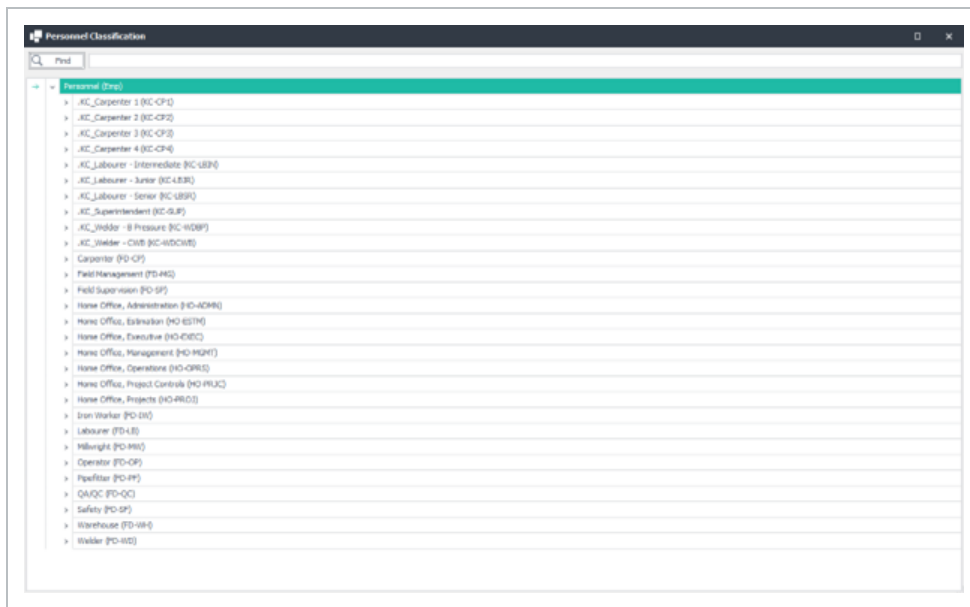 Personnel Classification
Find
Personnel (Emp)
.KC_Carpenter 1 (KC-CP1)
.KC_Carpenter 2 (KC-CP2)
.KC_Carpenter 3 (KC-CP3)
.KC_Carpenter 4 (KC-CP4)
.KC_Labourer - Intermediate (KC-LBIN)
.KC_Labourer - Junior (KC-LBJR)
.KC_Labourer - Senior (KC-LBSR)
.KC_Superintendent (KC-SUP)
.KC_Welder - B Pressure (KC-WDBP)
.KC_Welder - CWB (KC-WDCWB)
Carpenter (FD-CP)
Field Management (FD-MG)
Field Supervision (FD-SP)
Home Office, Administration (HO-ADMN)
Home Office, Estimation (HO-ESTM)
Home Office, Executive (HO-EXEC)
Home Office, Management (HO-MGMT)
Home Office, Operations (HO-OPRS)
Home Office, Project Controls (HO-PRJC)
Home Office, Projects (HO-PROJ)
Iron Worker (FD-IW)
Labourer (FD-LB)
Millwright (FD-MW)
Operator (FD-OP)
Pipefitter (FD-PF)
QA/QC (FD-QC)
Safety (FD-SF)
Warehouse (FD-WH)
Welder (FD-WD)